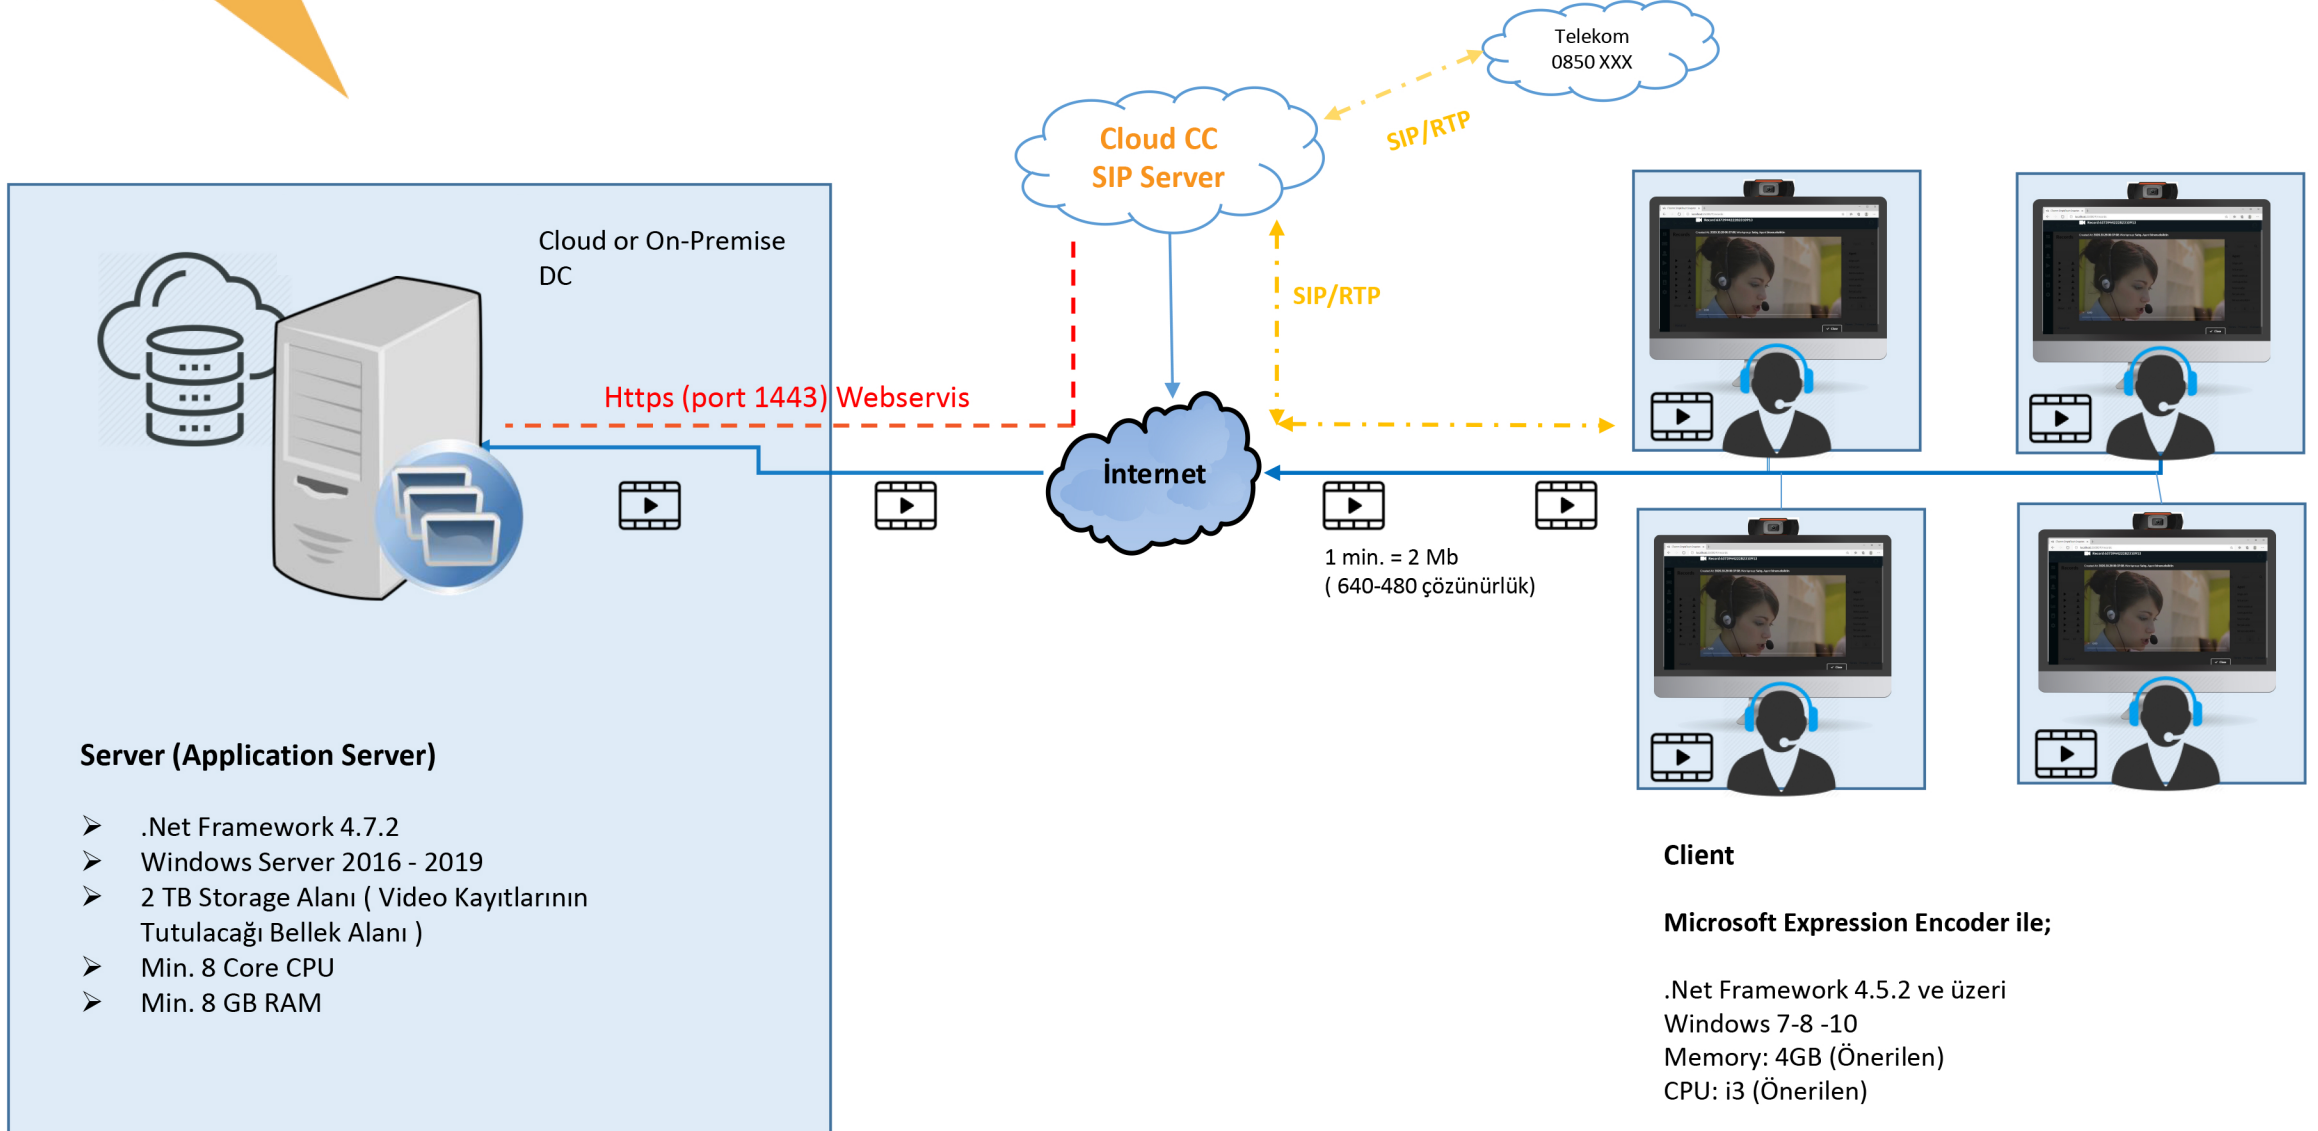 Telekom
0850 XXX
SIP/RTP
Cloud CC
SIP Server
Cloud or On-Premise
DC
SIP/RTP
Https (port 1443) Webservis
İnternet
1 min. = 2 Mb
( 640-480 çözünürlük)
Server (Application Server)
➢ .Net Framework 4.7.2
➢ Windows Server 2016 - 2019
➢ 2 TB Storage Alanı ( Video Kayıtlarının
Tutulacağı Bellek Alanı )
➢ Min. 8 Core CPU
➢ Min. 8 GB RAM
Client
Microsoft Expression Encoder ile;
.Net Framework 4.5.2 ve üzeri
Windows 7-8 -10
Memory: 4GB (Önerilen)
CPU: i3 (Önerilen)